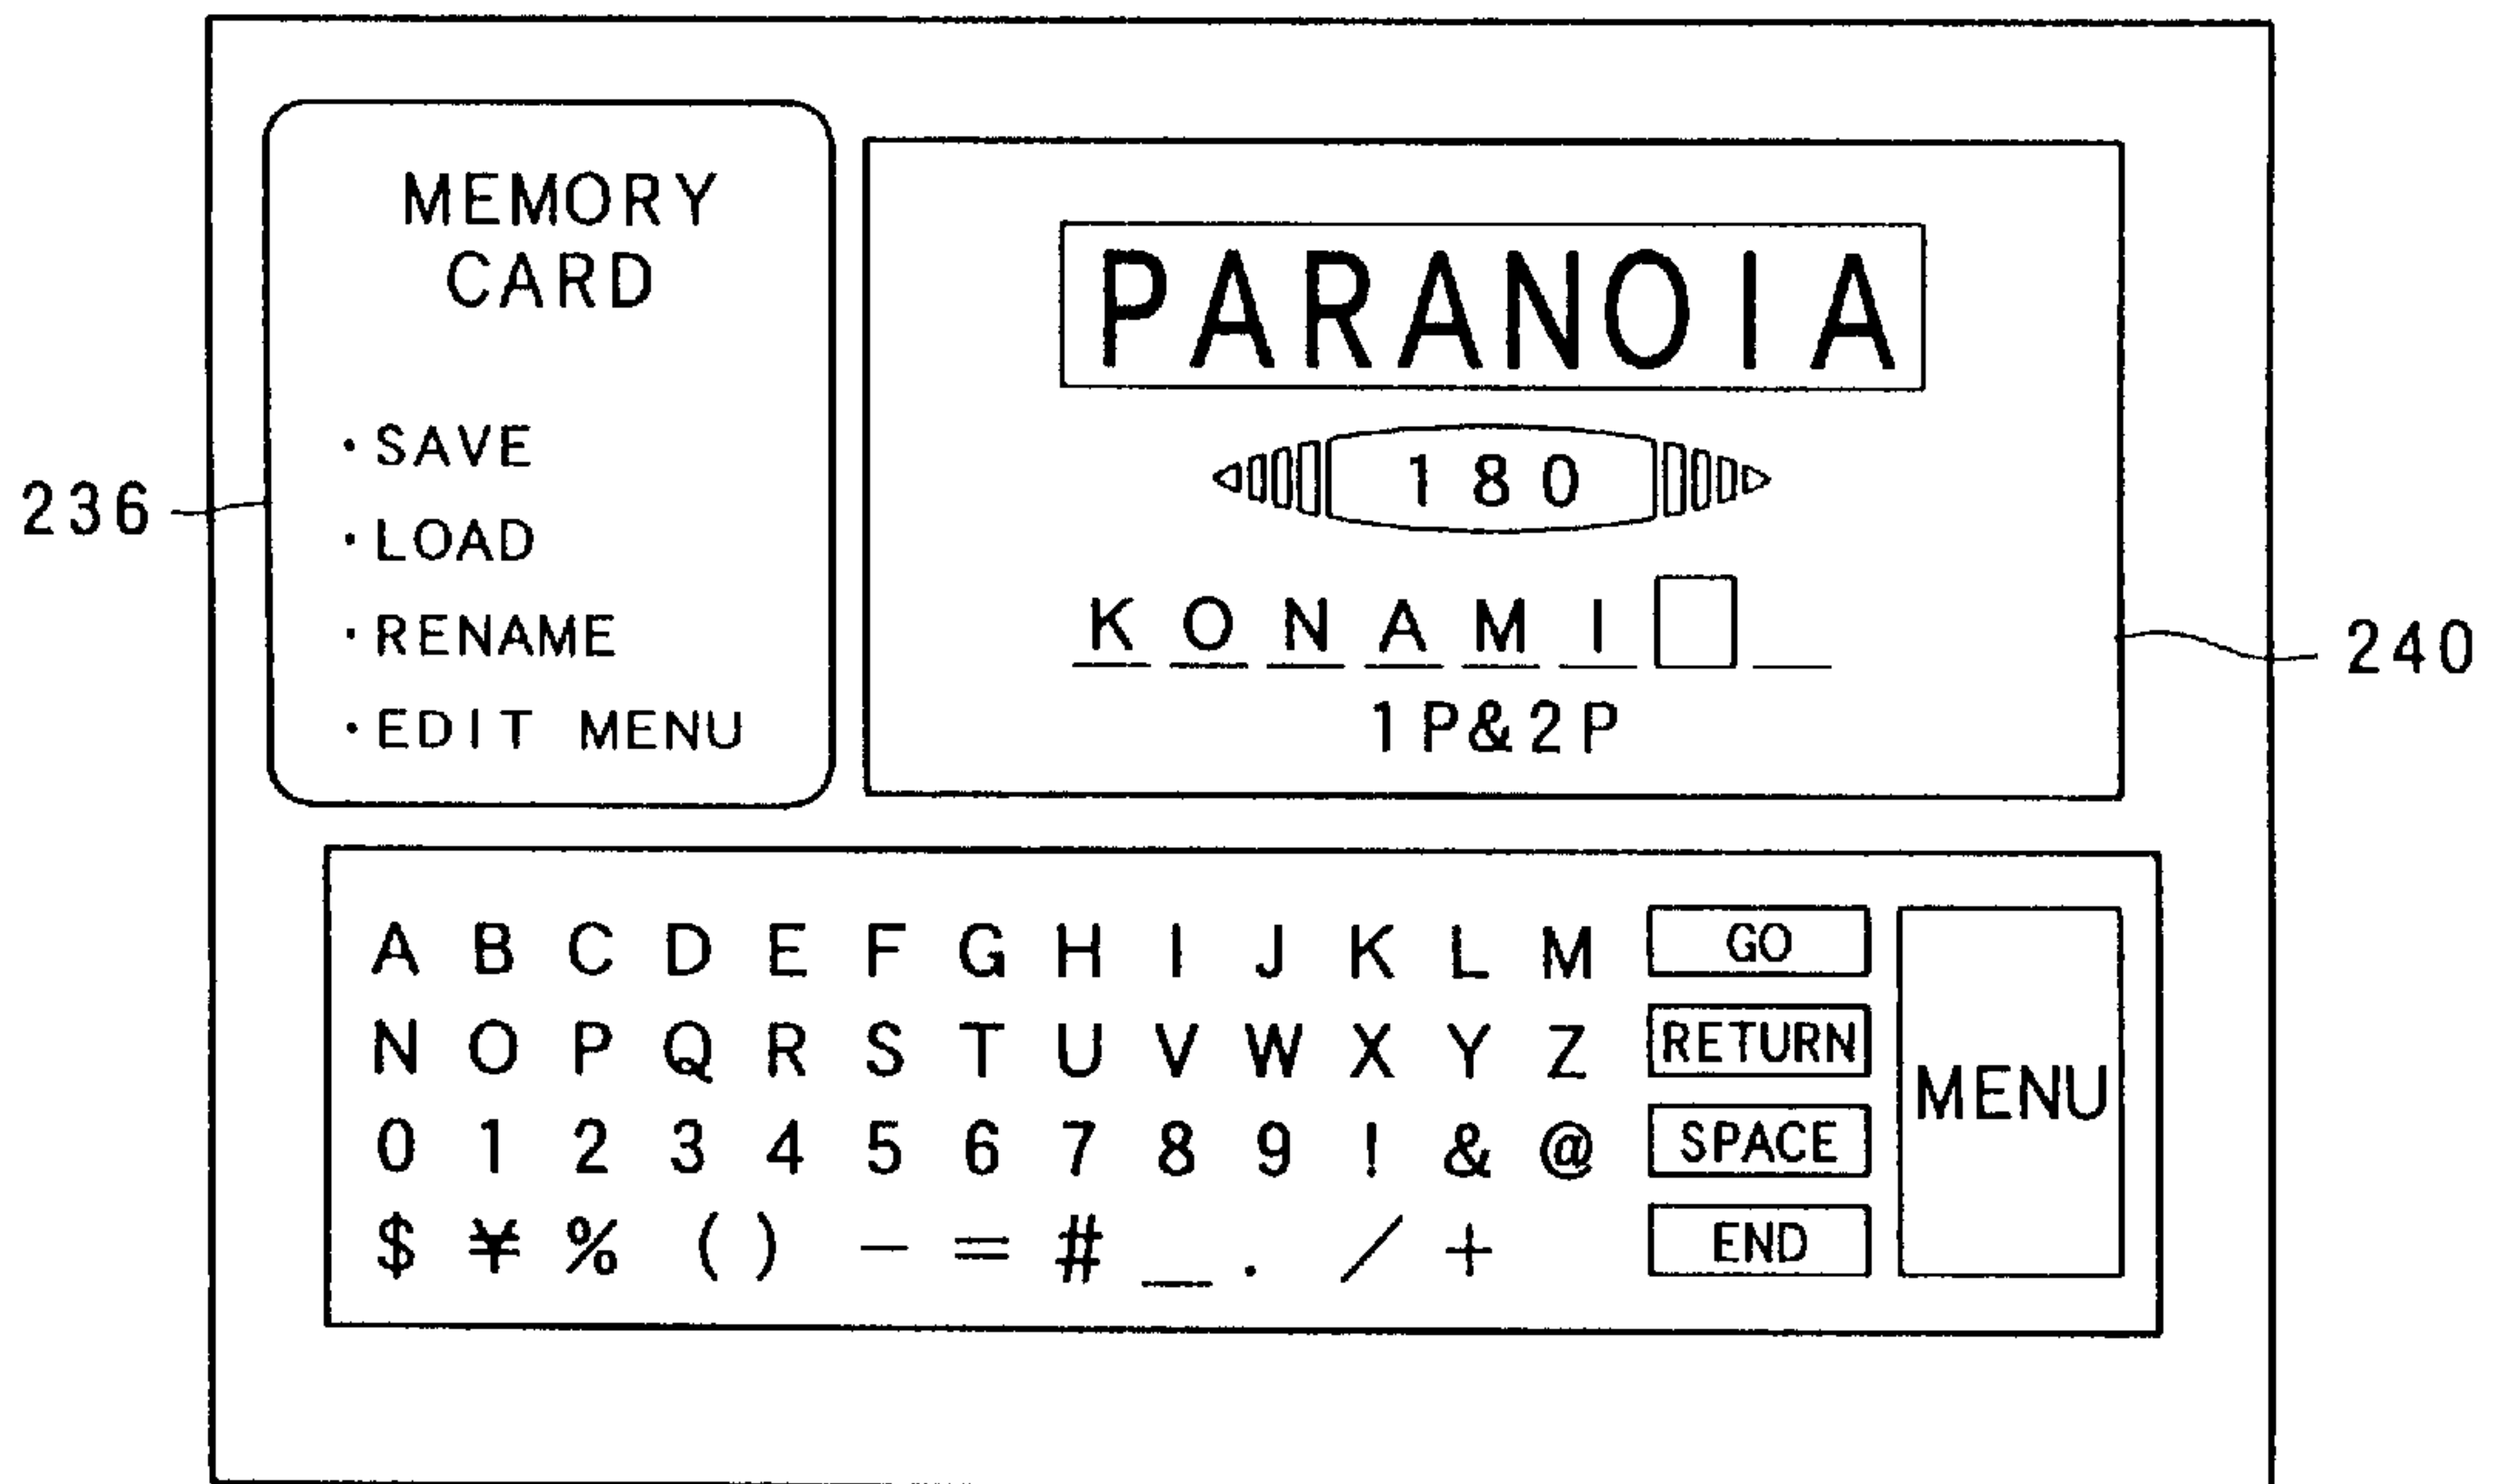 MEMORY
CARD
・SAVE
・LOAD
・RENAME
・EDIT MENU
236
PARANOIA
180
KONAMI
1P&2P
240
A B C D E F G H I J K L M
GO
N O P Q R S T U V W X Y Z
RETURN
0 1 2 3 4 5 6 7 8 9 ! & @
SPACE
$ ¥ % ( ) − = # _ . / +
END
MENU